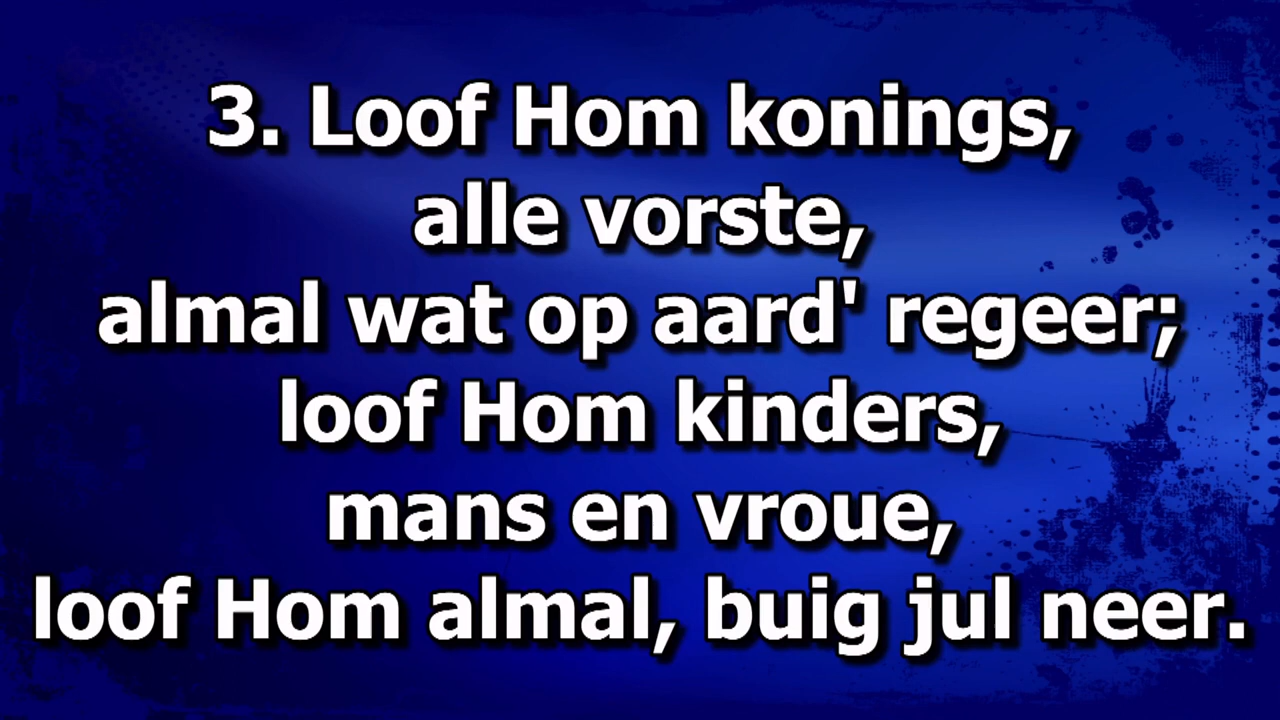 3. Loof Hom konings,
alle vorste,
almal wat op aard' regeer;
loof Hom kinders,
mans en vroue,
loof Hom almal, buig jul neer.